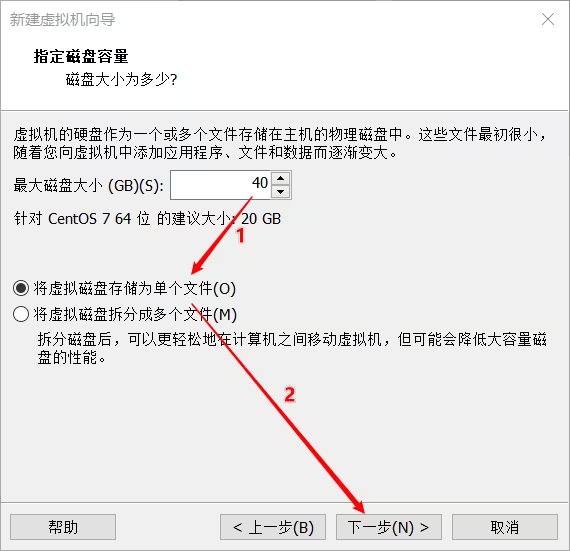 新建虚拟机向导
指定磁盘容量
磁盘大小为多少?
虚拟机的硬盘作为一个或多个文件存储在主机的物理磁盘中。这些文件最初很小，
随着您向虚拟机中添加应用程序、文件和数据而逐渐变大。
最大磁盘大小 (GB)(S): 40
针对 CentOS 7 64 位 的建议大小: 20 GB
1
将虚拟磁盘存储为单个文件(O)
将虚拟磁盘拆分成多个文件(M)
拆分磁盘后，可以更轻松地在计算机之间移动虚拟机，但可能会降低大容量磁
盘的性能。
2
帮助 < 上一步(B) 下一步(N) > 取消